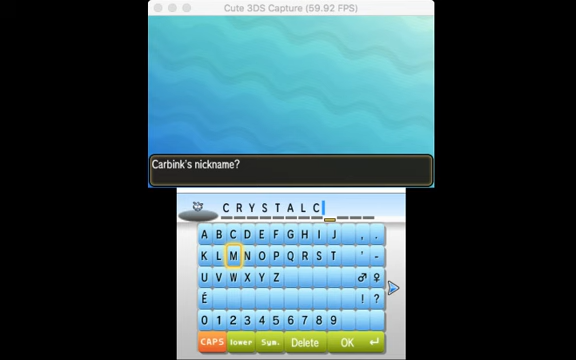 Cute 3DS Capture (59.92 FPS)
Carbink's nickname?
CRYSTALC
A B C D E F G H I J , .
K L M N O P Q R S T ' -
U V W X Y Z ♂ ♀
É ! ?
0 1 2 3 4 5 6 7 8 9
CAPS lower Sym. Delete OK